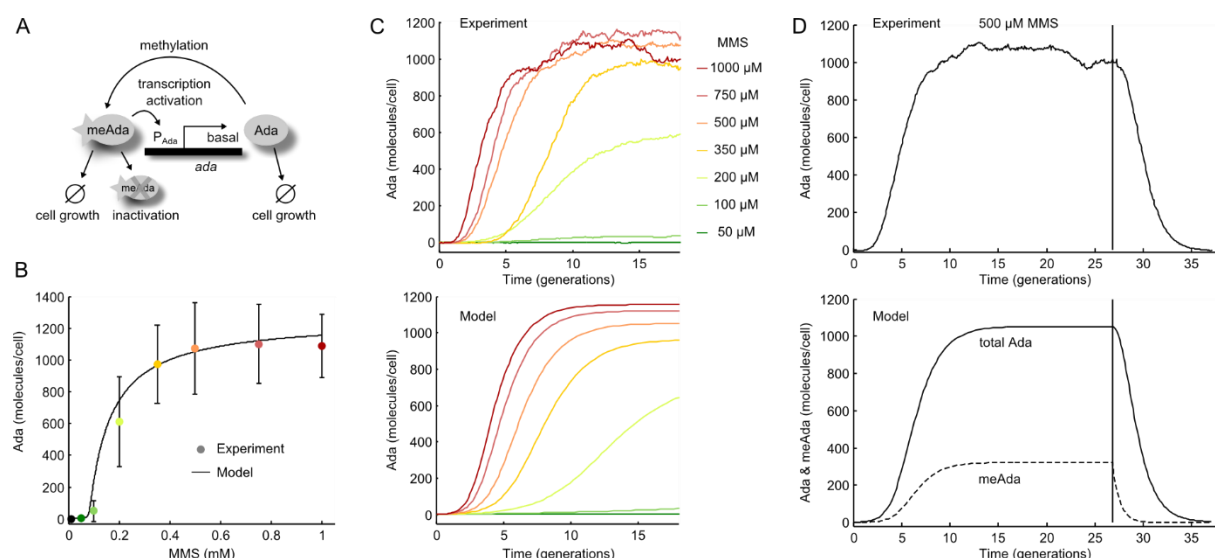 A
methylation
transcription
activation
meAda
P Ada
basal
Ada
ada
meAda
cell growth
inactivation
cell growth
B
1400
1200
1000
800
600
400
200
0
Ada (molecules/cell)
Experiment
Model
0 0.2 0.4 0.6 0.8 1
MMS (mM)
C
Experiment
1200
1000
800
600
400
200
0
Ada (molecules/cell)
0 5 10 15
Time (generations)
MMS
1000 µM
750 µM
500 µM
350 µM
200 µM
100 µM
50 µM
Model
1200
1000
800
600
400
200
0
Ada (molecules/cell)
0 5 10 15
Time (generations)
D
Experiment 500 µM MMS
1200
1000
800
600
400
200
0
Ada (molecules/cell)
0 5 10 15 20 25 30 35
Time (generations)
Model
1200
1000
800
600
400
200
0
Ada & meAda (molecules/cell)
total Ada
meAda
0 5 10 15 20 25 30 35
Time (generations)